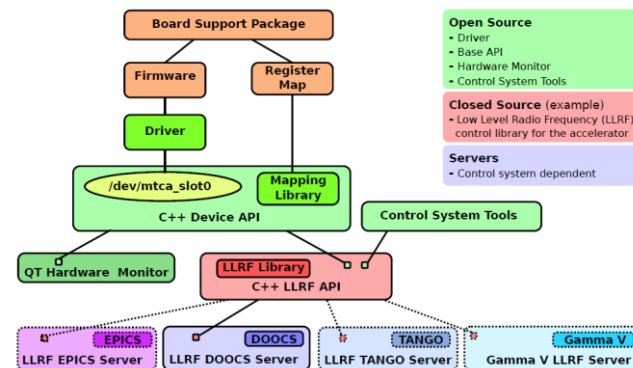 Board Support Package
Firmware
Register
Map
Driver
/dev/mtca_slot0
Mapping
Library
C++ Device API
Control System Tools
QT Hardware Monitor
LLRF Library
C++ LLRF API
EPICS
LLRF EPICS Server
DOOCS
LLRF DOOCS Server
TANGO
LLRF TANGO Server
Gamma V
Gamma V LLRF Server
Open Source
- Driver
- Base API
- Hardware Monitor
- Control System Tools
Closed Source (example)
- Low Level Radio Frequency (LLRF)
control library for the accelerator
Servers
- Control system dependent